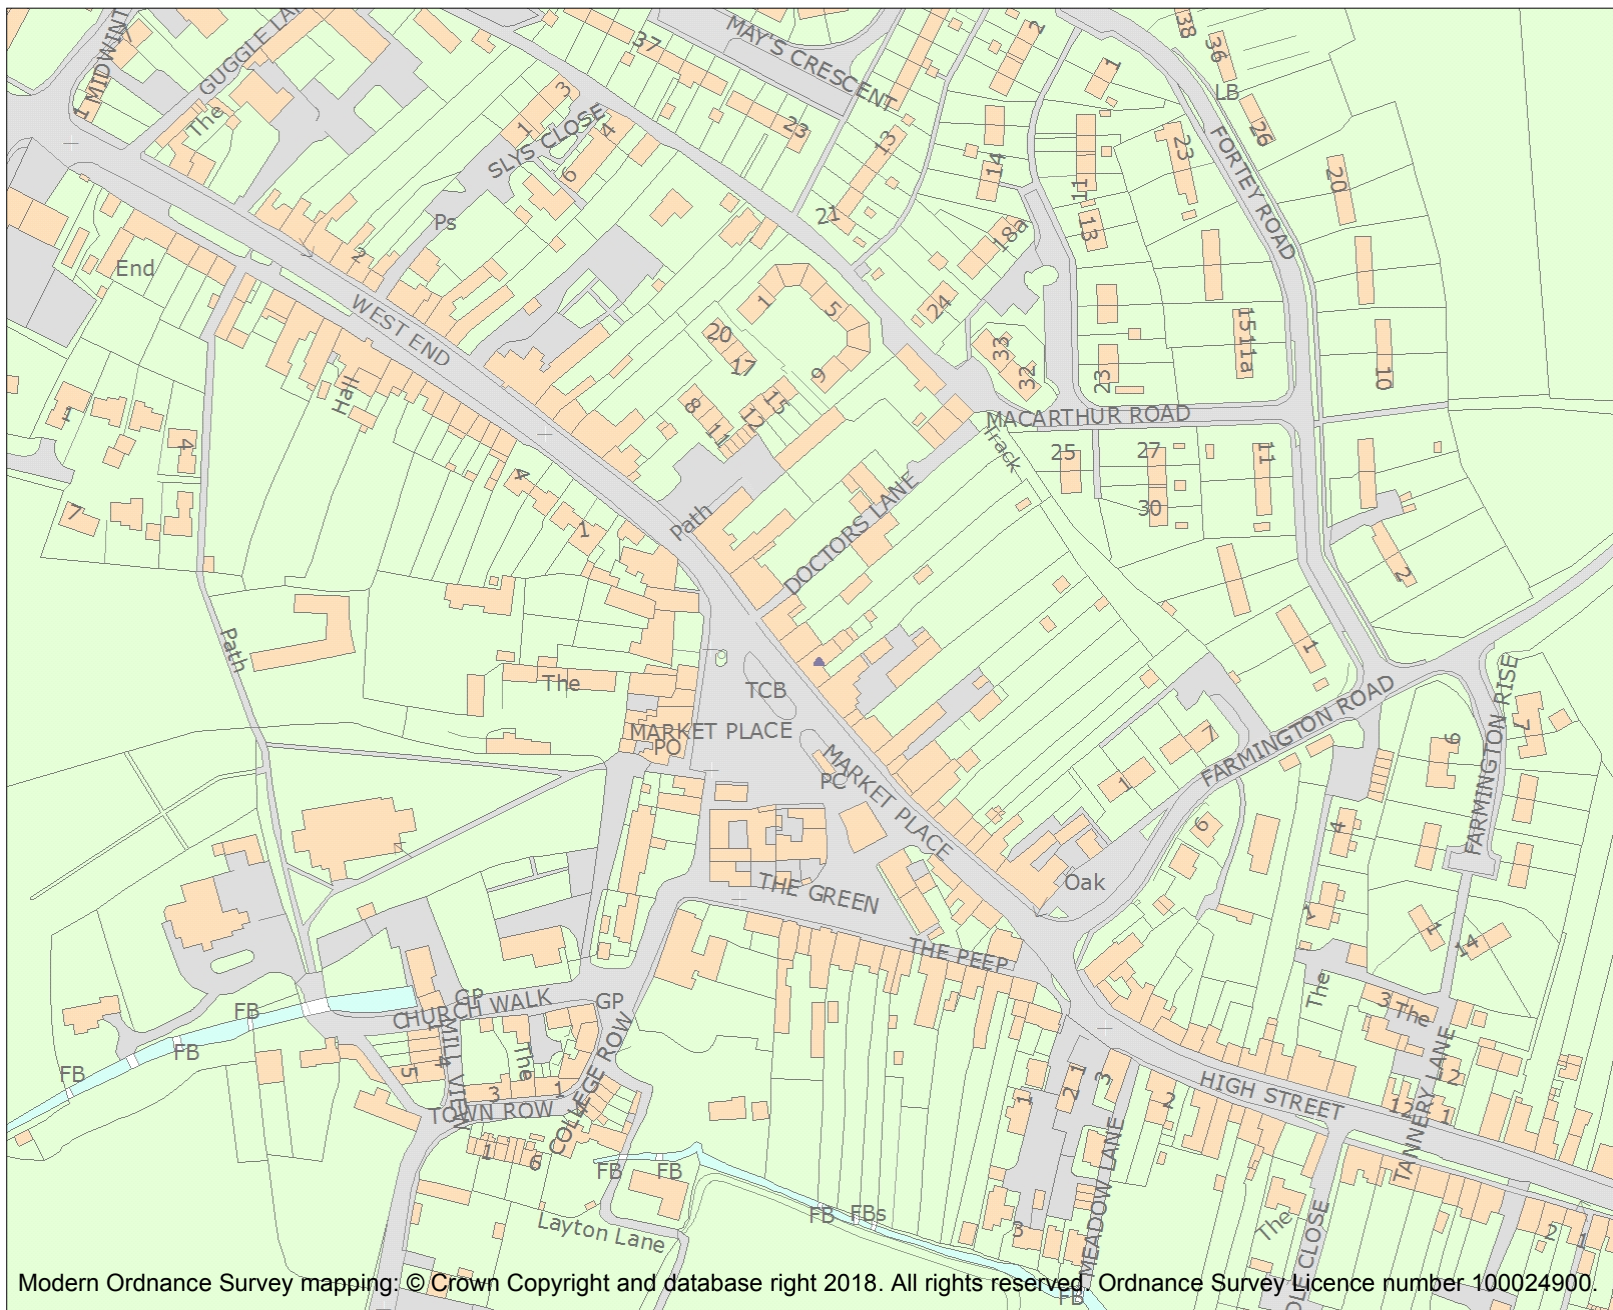 MIDWINT
1
GUGGLE LA
The
37
MAY'S CRESCENT
2
38
36
LB
26
1
3
1
SLYS CLOSE
4
6
23
13
14
11
23
FORTEY ROAD
20
21
18a
13
Ps
2
End
WEST END
1
5
24
20
17
9
33
32
23
15
11a
10
Hall
8
11
12
15
MACARTHUR ROAD
Track
1
4
7
4
1
25
27
30
11
DOCTORS LANE
Path
2
Path
The
TCB
MARKET PLACE
PO
MARKET PLACE
PC
1
7
1
FARMINGTON ROAD
FARMINGTON RISE
7
6
6
4
THE GREEN
Oak
THE PEEP
1
1
14
The
3
The
GP
CHURCH WALK
GP
FB
FB
FB
1
4
5
MILL VIEW
The
3
1
TOWN ROW
COLLEGE ROW
1
6
FB
FB
Layton Lane
FB
FBs
1
2
1
3
2
3
MEADOW LANE
FB
HIGH STREET
TANNERY LANE
2
12
1
The
OLE CLOSE
2
1
Modern Ordnance Survey mapping: © Crown Copyright and database right 2018. All rights reserved. Ordnance Survey Licence number 100024900.